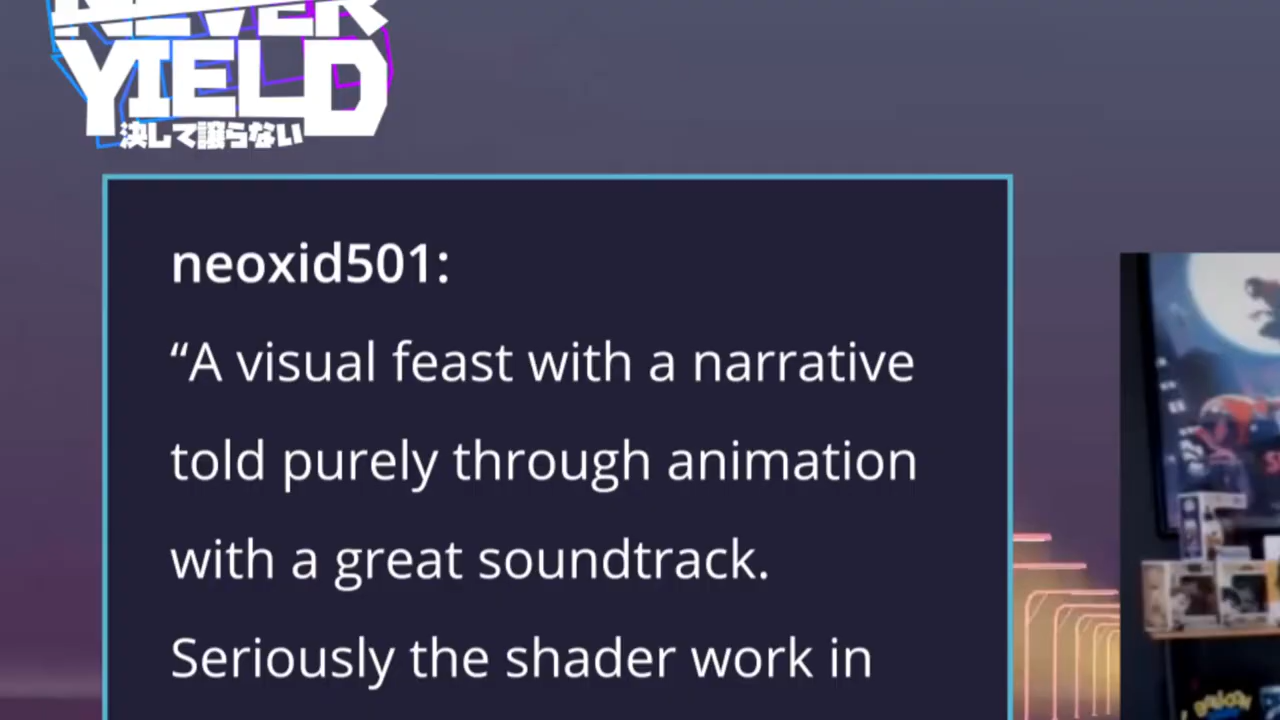 NEVER
YIELD
決して譲らない
neoxid501:
“A visual feast with a narrative
told purely through animation
with a great soundtrack.
Seriously the shader work in